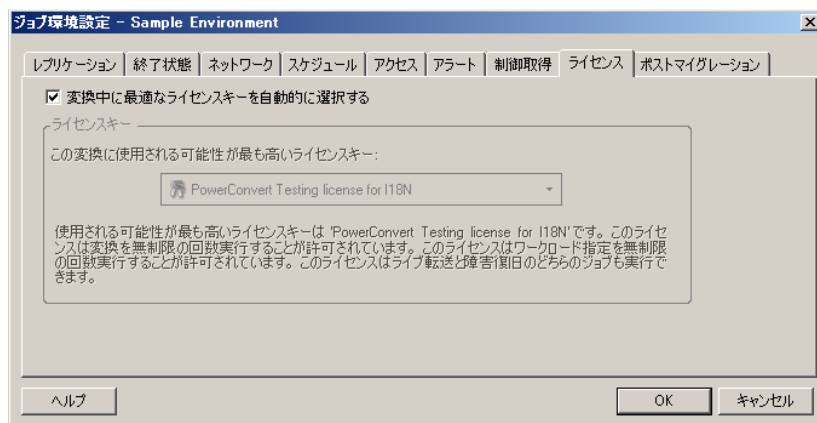 ジョブ環境設定 - Sample Environment
レプリケーション 終了状態 ネットワーク スケジュール アクセス アラート 制御取得 ライセンス ポストマイグレーション
変換中に最適なライセンスキーを自動的に選択する
ライセンスキー
この変換に使用される可能性が最も高いライセンスキー:
PowerConvert Testing license for I18N
使用される可能性が最も高いライセンスキーは 'PowerConvert Testing license for I18N'です。このライセ
ンスは変換を無制限の回数実行することが許可されています。このライセンスはワークロード指定を無制限
の回数実行することが許可されています。このライセンスはライブ転送と障害復旧のどちらのジョブも実行で
きます。
ヘルプ OK キャンセル